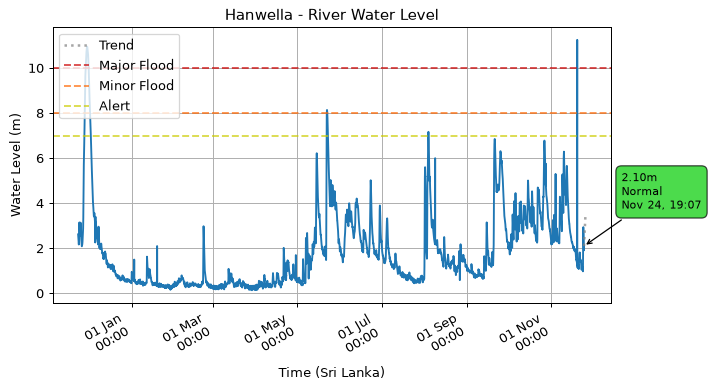 Hanwella - River Water Level
Trend
Major Flood
Minor Flood
Alert
10
8
6
4
2
0
Water Level (m)
2.10m
Normal
Nov 24, 19:07
01 Jan
00:00
01 Mar
00:00
01 May
00:00
01 Jul
00:00
01 Sep
00:00
01 Nov
00:00
Time (Sri Lanka)